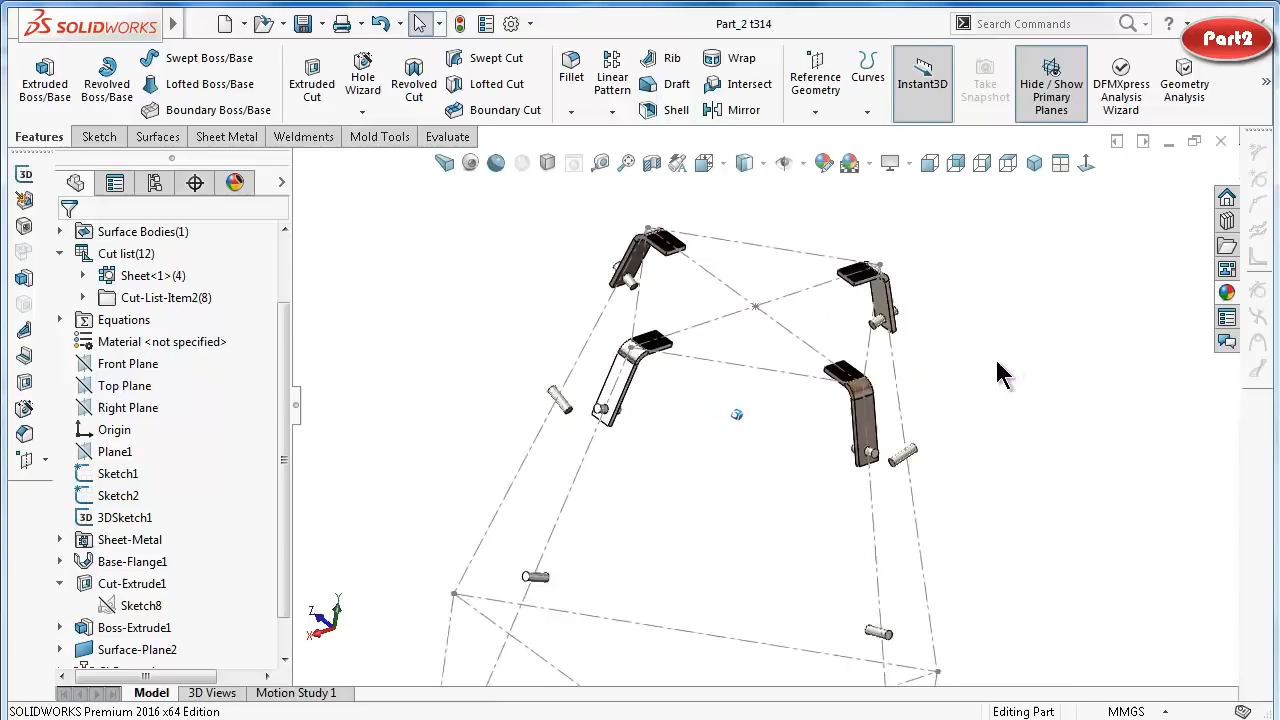 SOLIDWORKS
Part_2 t314
Search Commands
?
Part2
Extruded Boss/Base
Revolved Boss/Base
Swept Boss/Base
Lofted Boss/Base
Boundary Boss/Base
Extruded Cut
Hole Wizard
Revolved Cut
Swept Cut
Lofted Cut
Boundary Cut
Fillet
Linear Pattern
Rib
Draft
Shell
Wrap
Intersect
Mirror
Reference Geometry
Curves
Instant3D
Take Snapshot
Hide / Show Primary Planes
DFMXpress Analysis Wizard
Geometry Analysis
Features
Sketch
Surfaces
Sheet Metal
Weldments
Mold Tools
Evaluate
3D
Surface Bodies(1)
Cut list(12)
Sheet<1>(4)
Cut-List-Item2(8)
Equations
Material <not specified>
Front Plane
Top Plane
Right Plane
Origin
Plane1
Sketch1
Sketch2
3D 3DSketch1
Sheet-Metal
Base-Flange1
Cut-Extrude1
Sketch8
Boss-Extrude1
Surface-Plane2
Y
Z
X
Model
3D Views
Motion Study 1
SOLIDWORKS Premium 2016 x64 Edition
Editing Part
MMGS